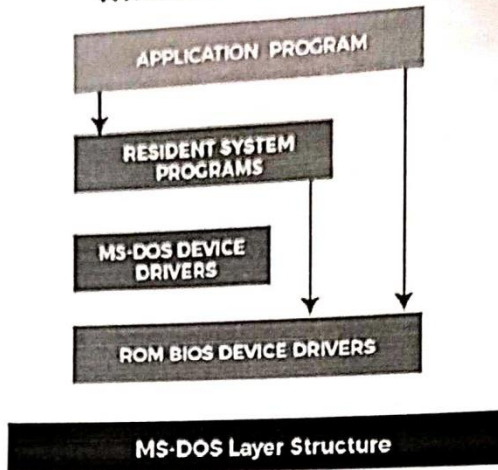 APPLICATION PROGRAM
RESIDENT SYSTEM
PROGRAMS
MS-DOS DEVICE
DRIVERS
ROM BIOS DEVICE DRIVERS
MS-DOS Layer Structure